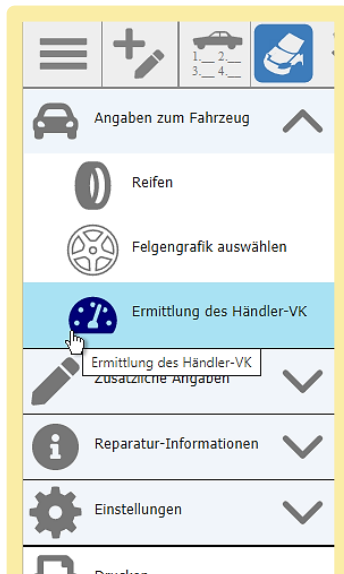 1.__ 2.__
3.__ 4.__
Angaben zum Fahrzeug
Reifen
Felgengrafik auswählen
Ermittlung des Händler-VK
Ermittlung des Händler-VK
Zusätzliche Angaben
Reparatur-Informationen
Einstellungen
Drucken